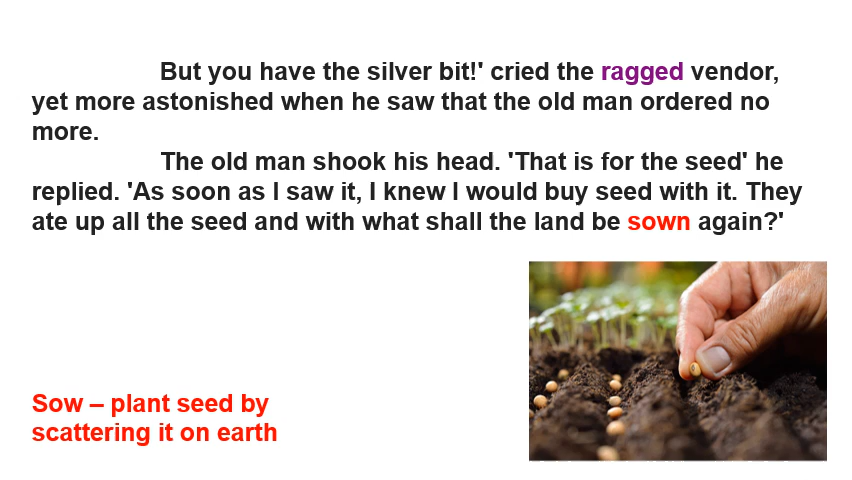 But you have the silver bit!' cried the ragged vendor,
yet more astonished when he saw that the old man ordered no
more.
The old man shook his head. 'That is for the seed' he
replied. 'As soon as I saw it, I knew I would buy seed with it. They
ate up all the seed and with what shall the land be sown again?'
Sow – plant seed by
scattering it on earth